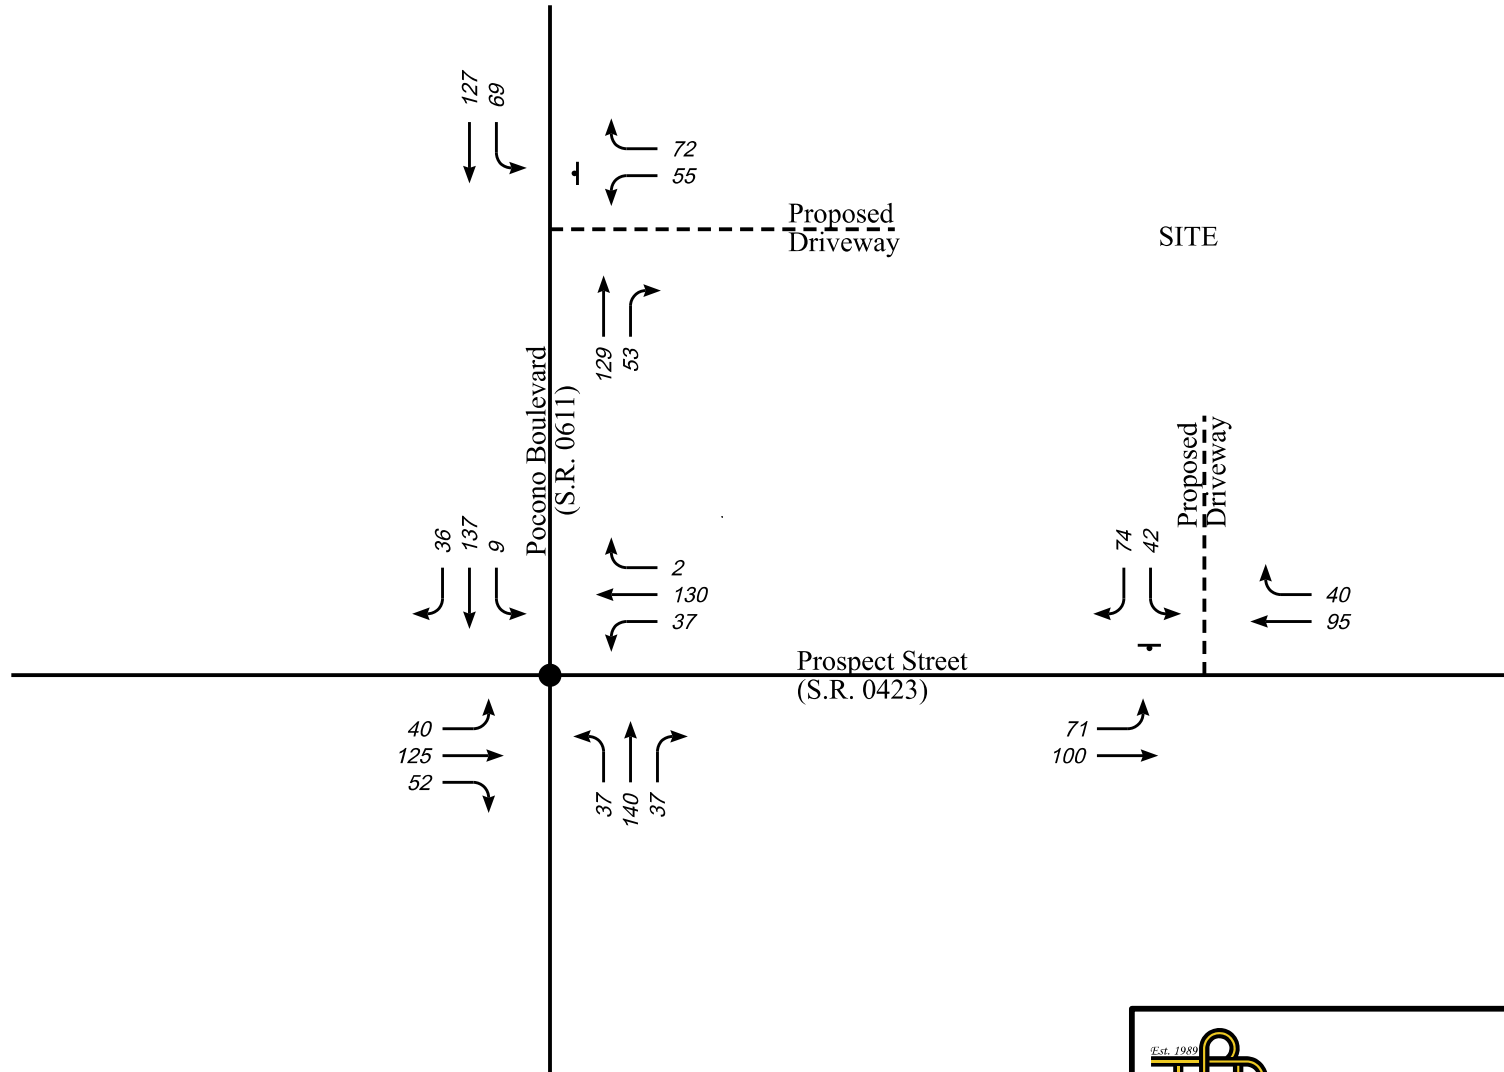 127
69
72
55
Proposed
Driveway
SITE
129
53
Pocono Boulevard
(S.R. 0611)
Proposed
Driveway
36
137
9
2
130
37
74
42
40
95
Prospect Street
(S.R. 0423)
40
125
52
37
140
37
71
100
Est. 1989